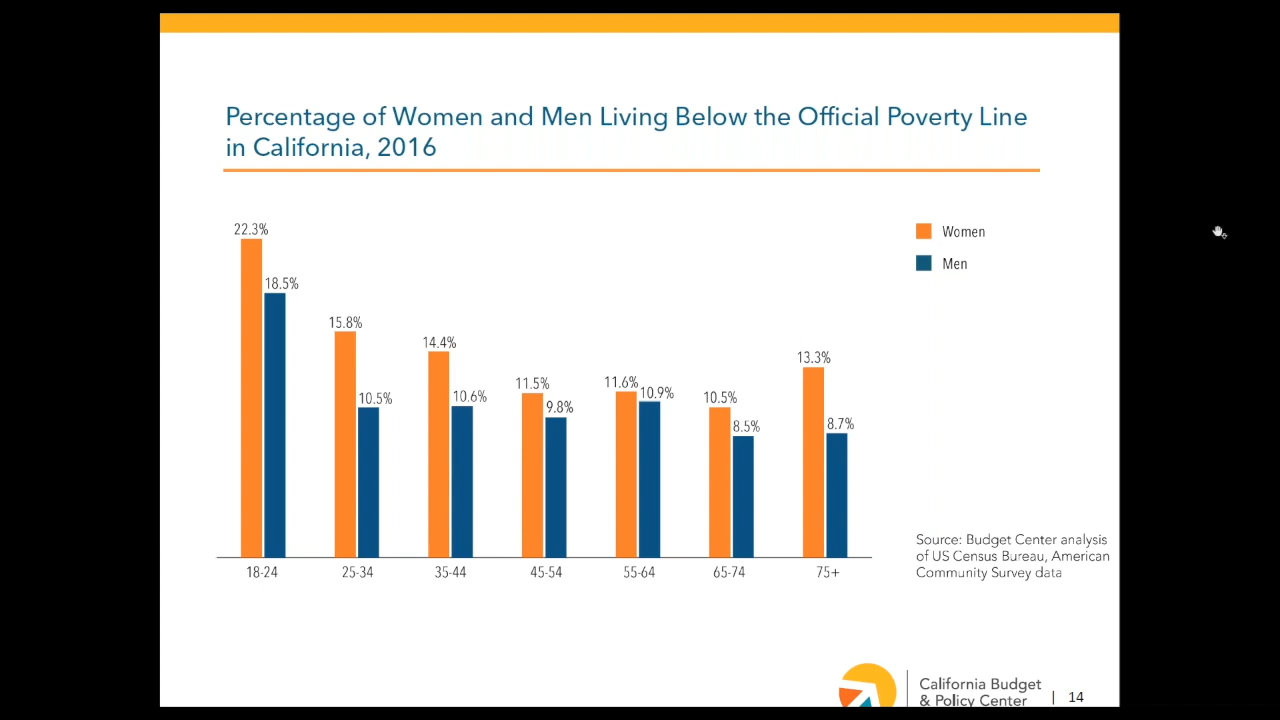 Percentage of Women and Men Living Below the Official Poverty Line
in California, 2016
22.3%
18.5%
15.8%
10.5%
14.4%
10.6%
11.5%
9.8%
11.6%
10.9%
10.5%
8.5%
13.3%
8.7%
Women
Men
18-24 25-34 35-44 45-54 55-64 65-74 75+
Source: Budget Center analysis
of US Census Bureau, American
Community Survey data
California Budget
& Policy Center
| 14